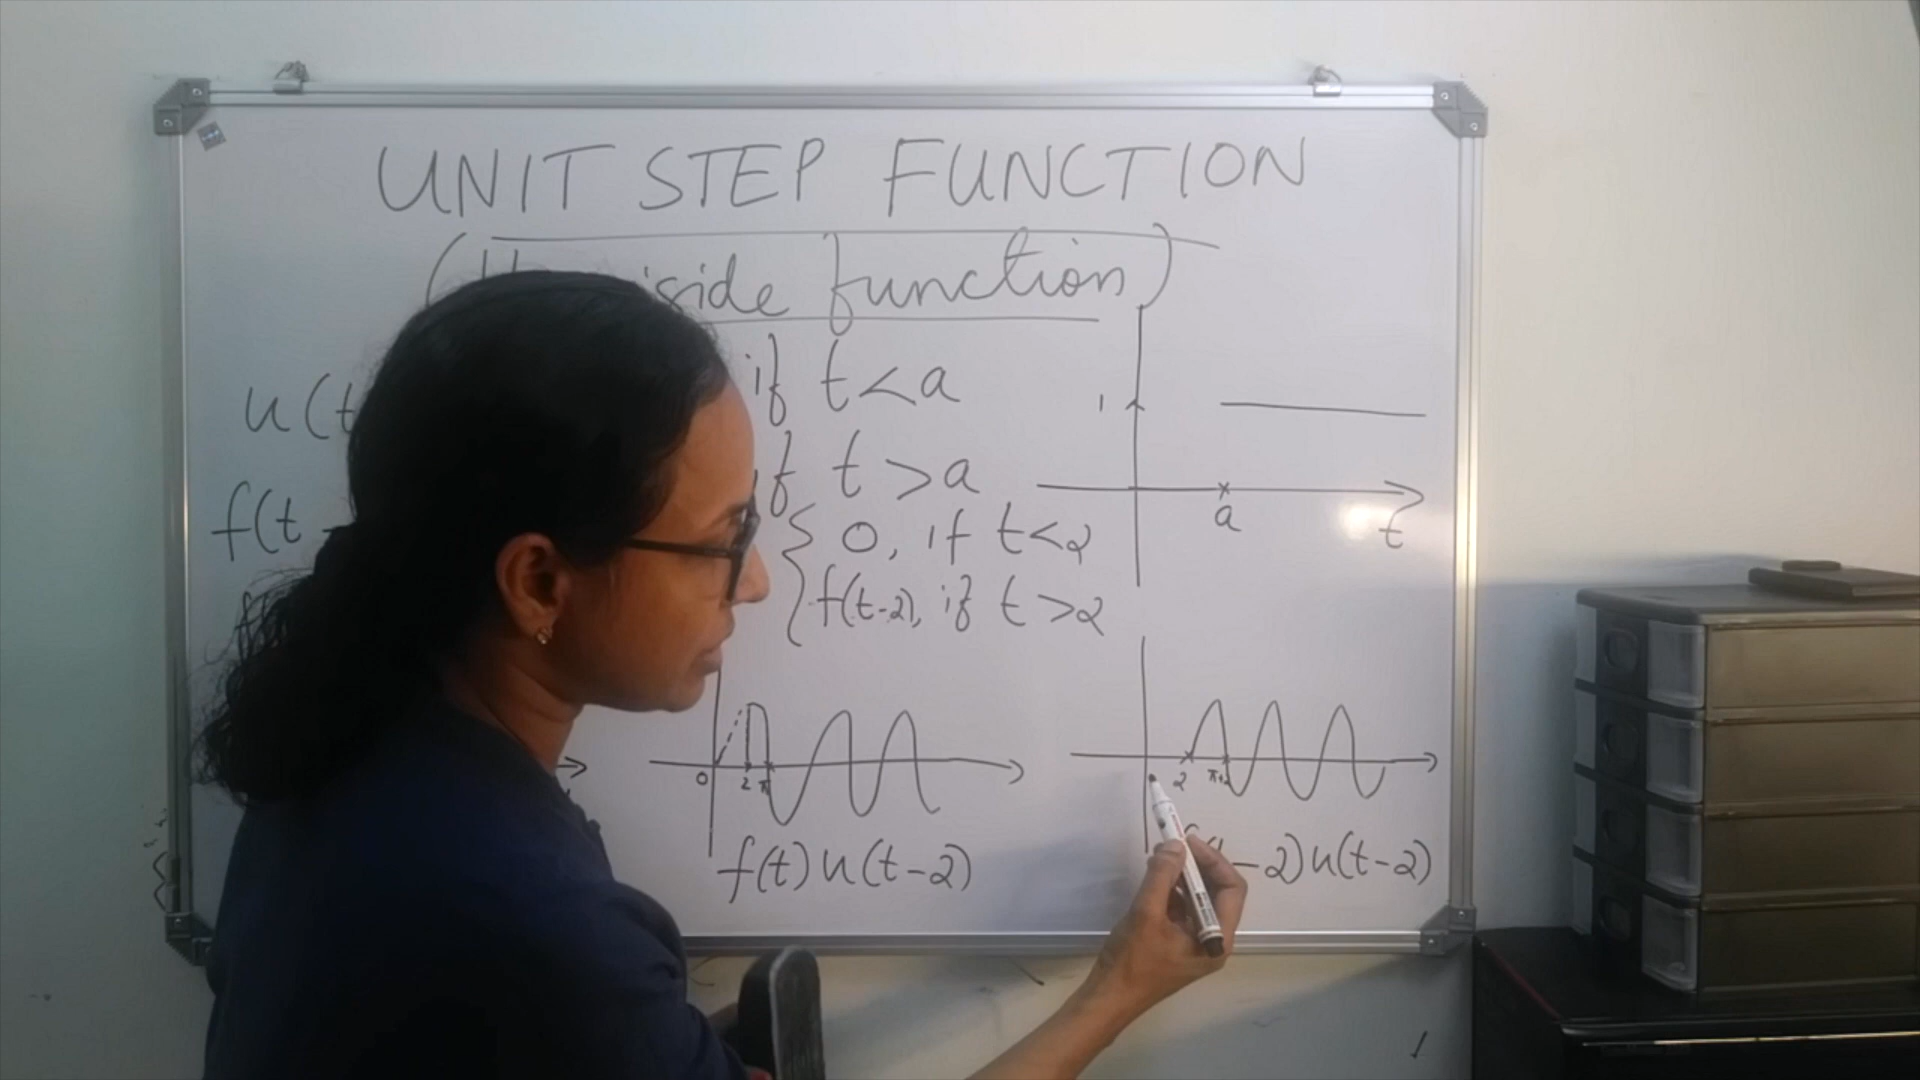 UNIT STEP FUNCTION
function)
u(t if t<a
if t>a
f(t - { 0, if t<2
f(t-2), if t>2
1
a
t
0 2 π
f(t)u(t-2)
2 π+2
-2)u(t-2)